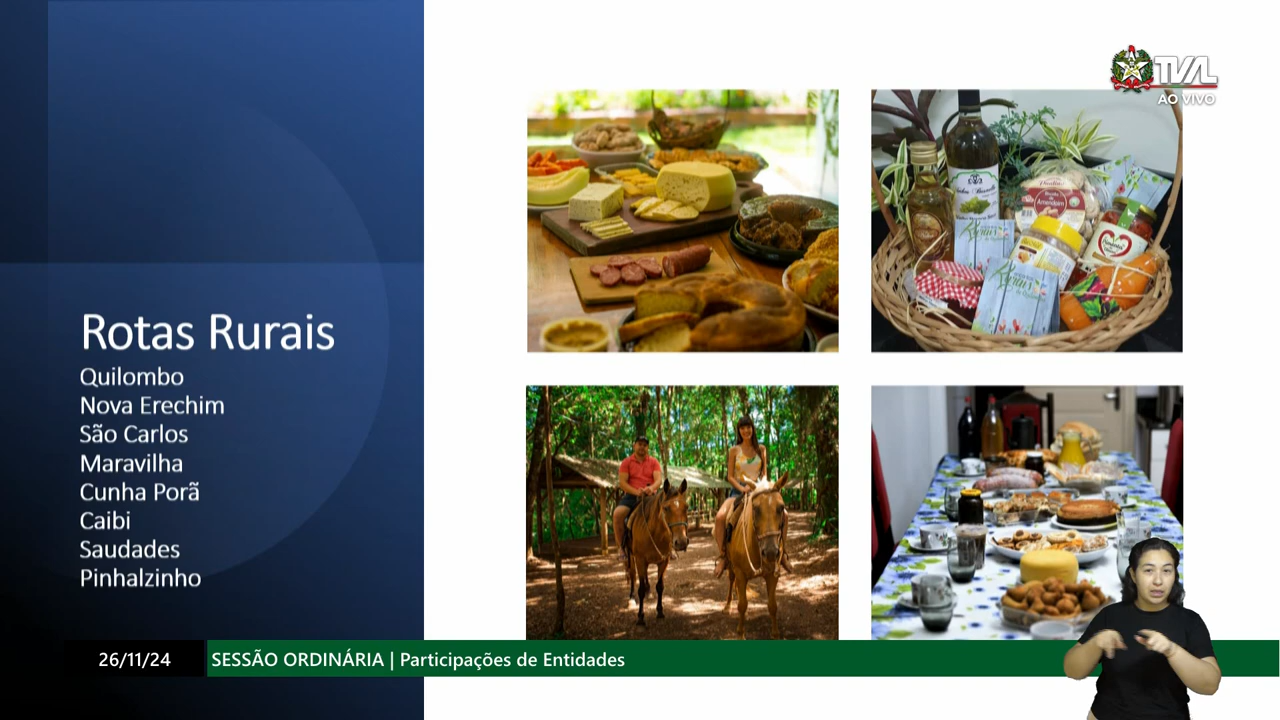 TVAL
AO VIVO
Rotas Rurais
Quilombo
Nova Erechim
São Carlos
Maravilha
Cunha Porã
Caibi
Saudades
Pinhalzinho
26/11/24
SESSÃO ORDINÁRIA | Participações de Entidades